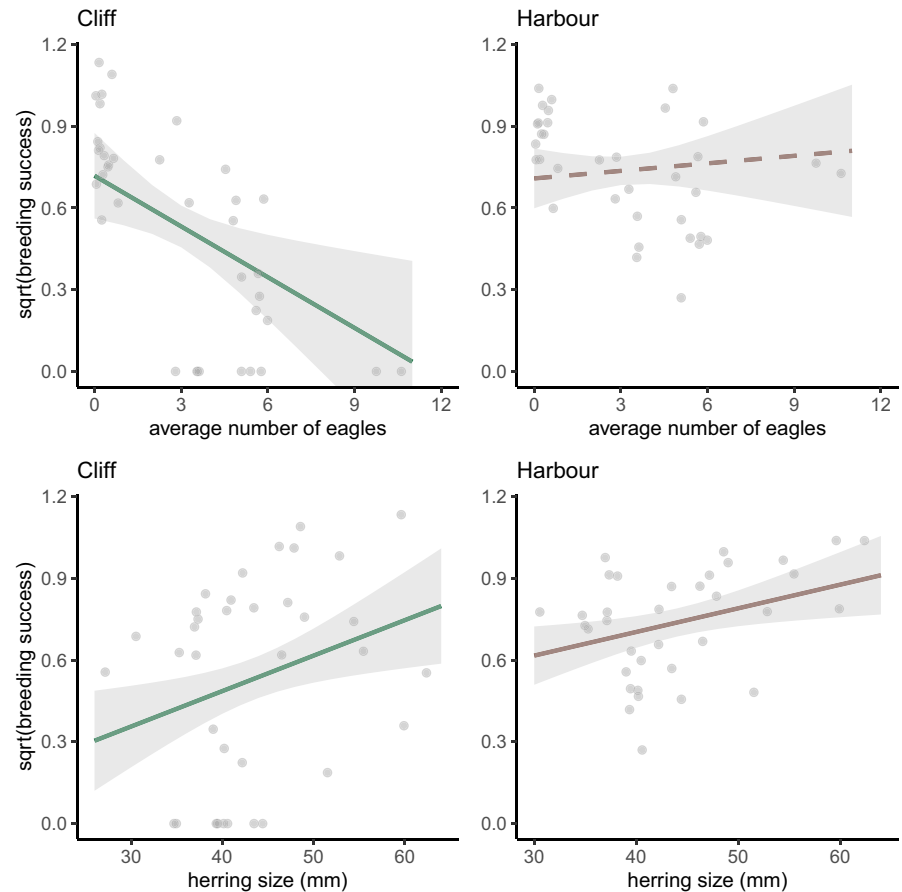 Cliff
Harbour
sqrt(breeding success)
1.2
0.9
0.6
0.3
0.0
0 3 6 9 12
average number of eagles
1.2
0.9
0.6
0.3
0.0
0 3 6 9 12
average number of eagles
Cliff
Harbour
sqrt(breeding success)
1.2
0.9
0.6
0.3
0.0
30 40 50 60
herring size (mm)
1.2
0.9
0.6
0.3
0.0
30 40 50 60
herring size (mm)